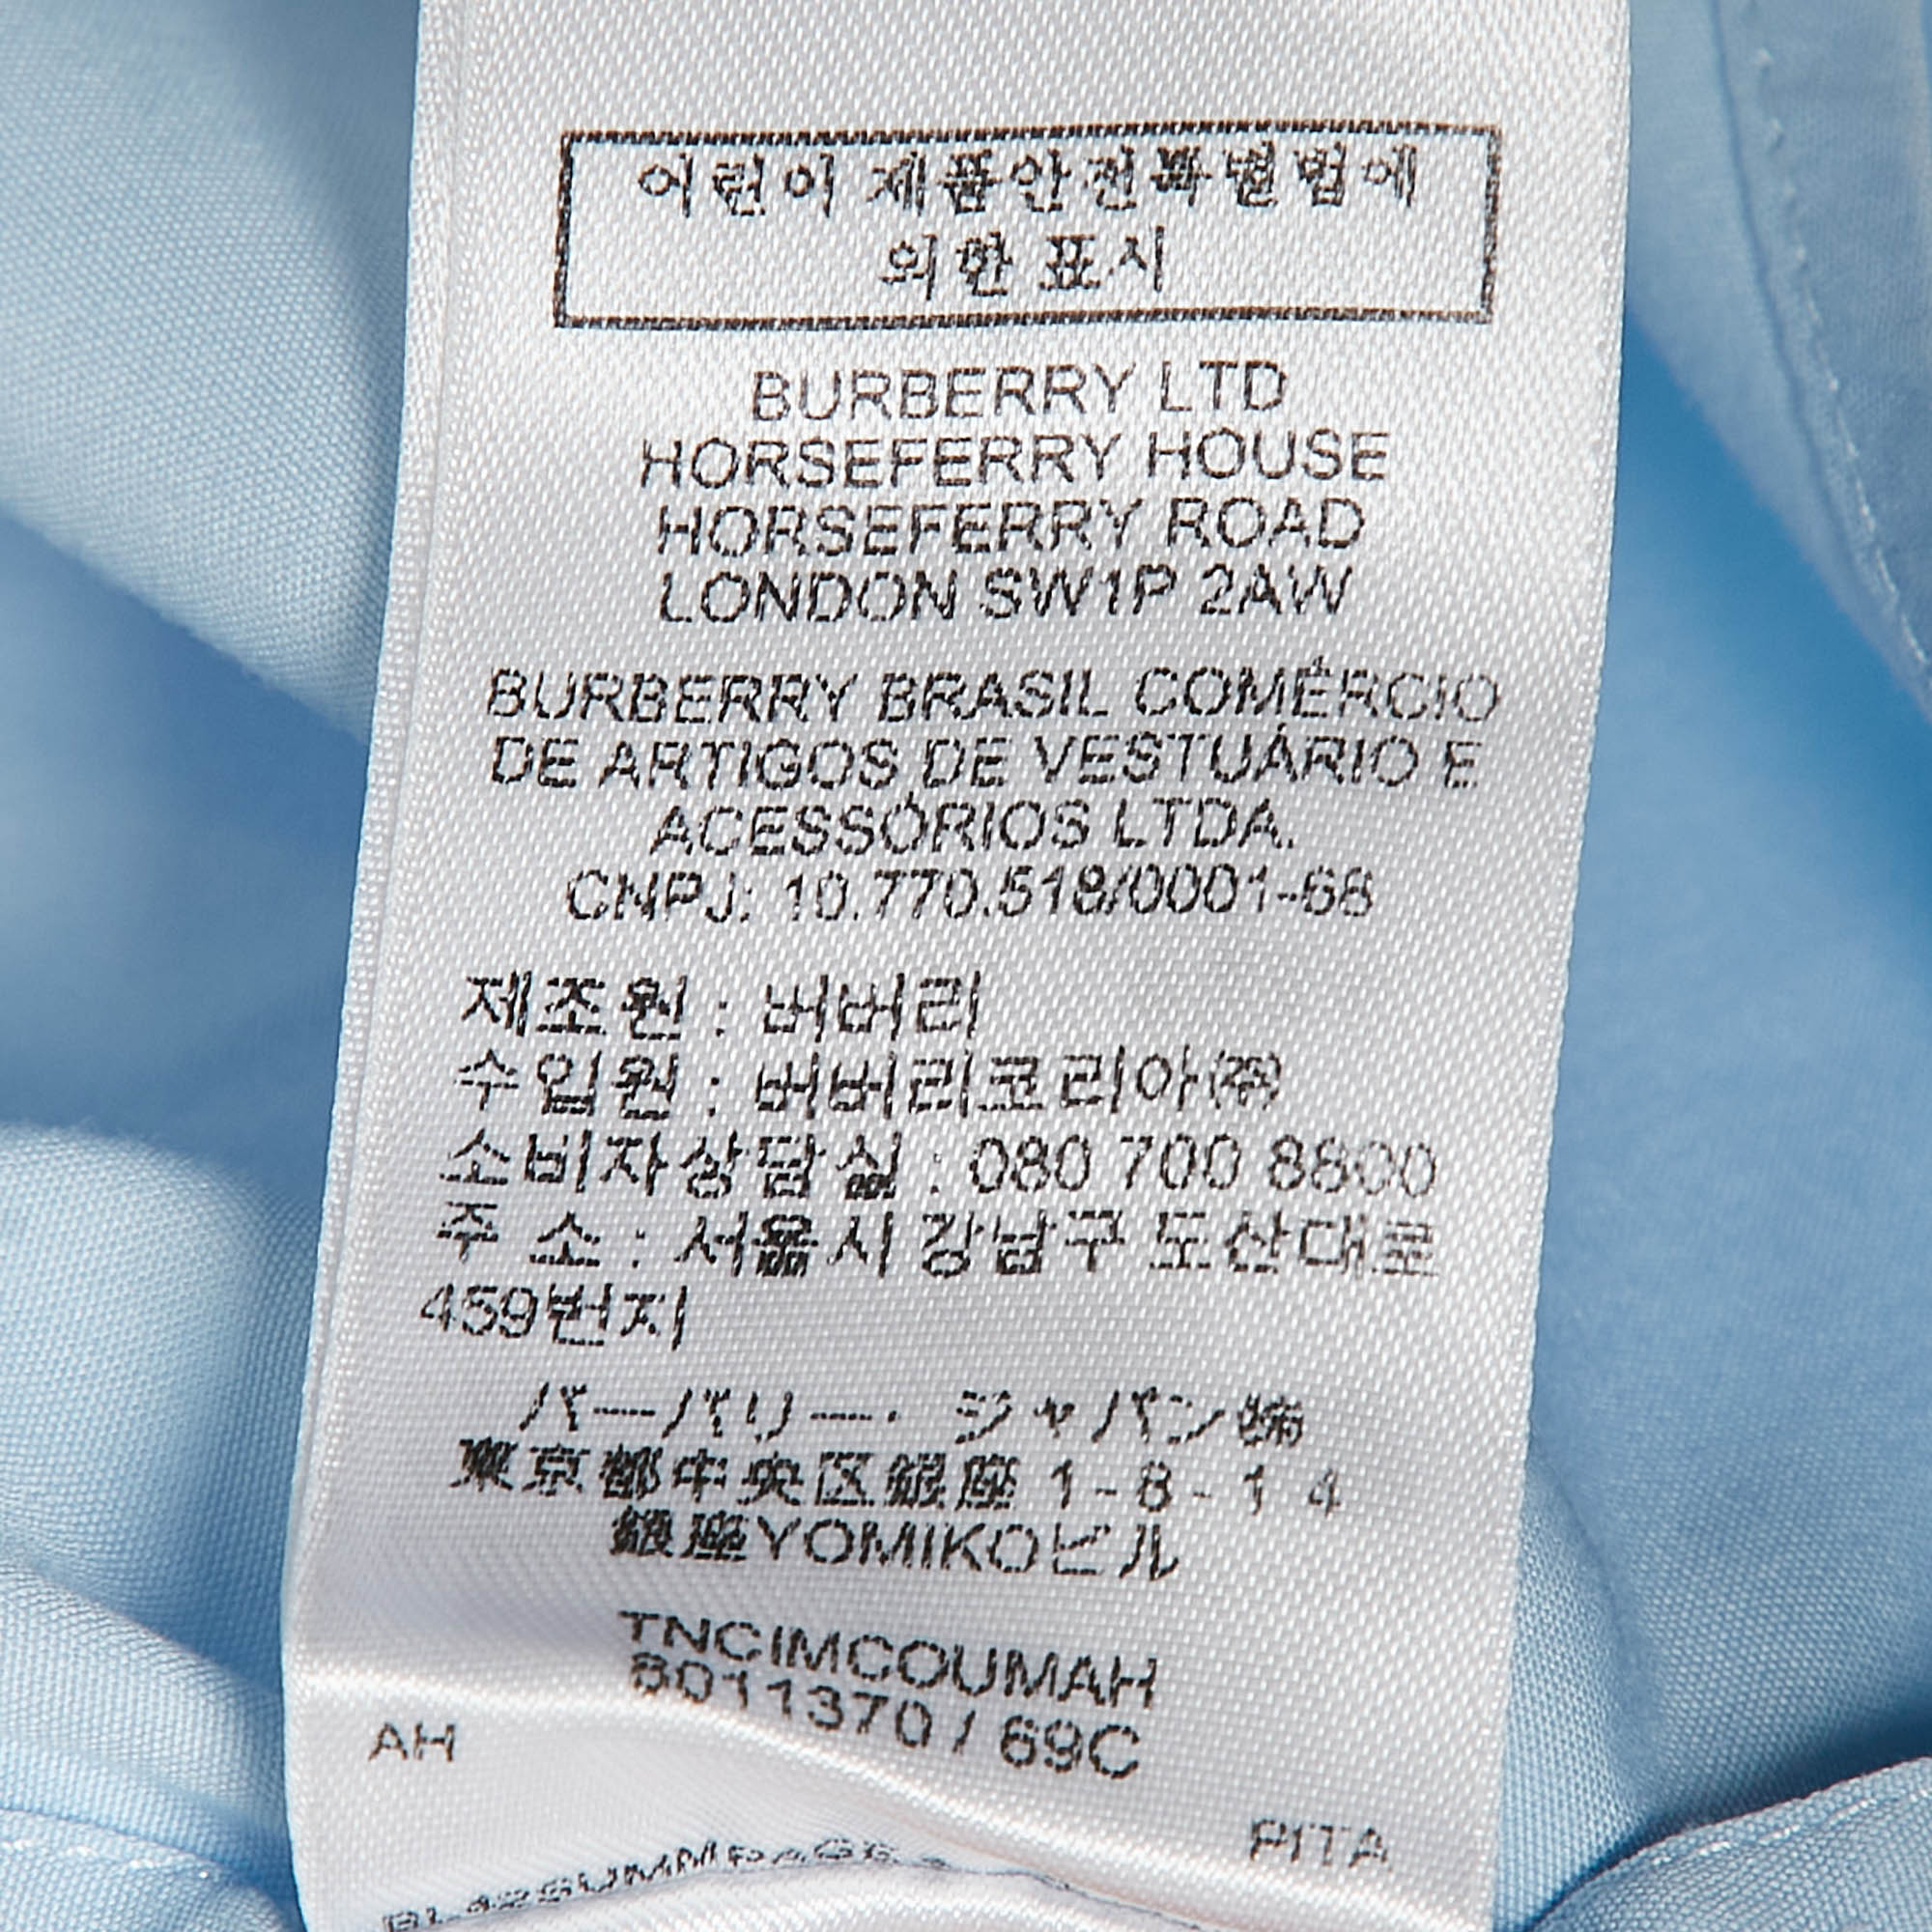 어린이 제품안전특별법에
의한 표시
BURBERRY LTD
HORSEFERRY HOUSE
HORSEFERRY ROAD
LONDON SW1P 2AW
BURBERRY BRASIL COMÉRCIO
DE ARTIGOS DE VESTUÁRIO E
ACESSÓRIOS LTDA.
CNPJ: 10.770.518/0001-68
제조원 : 버버리
수입원 : 버버리코리아(주)
소비자상담실 : 080 700 8800
주 소 : 서울시 강남구 도산대로
459번지
バーバリー・ジャパン㈱
東京都中央区銀座 1-8-1 4
銀座YOMIKOビル
TNCIMCOUMAH
8011370 / 69C
AH
PITA